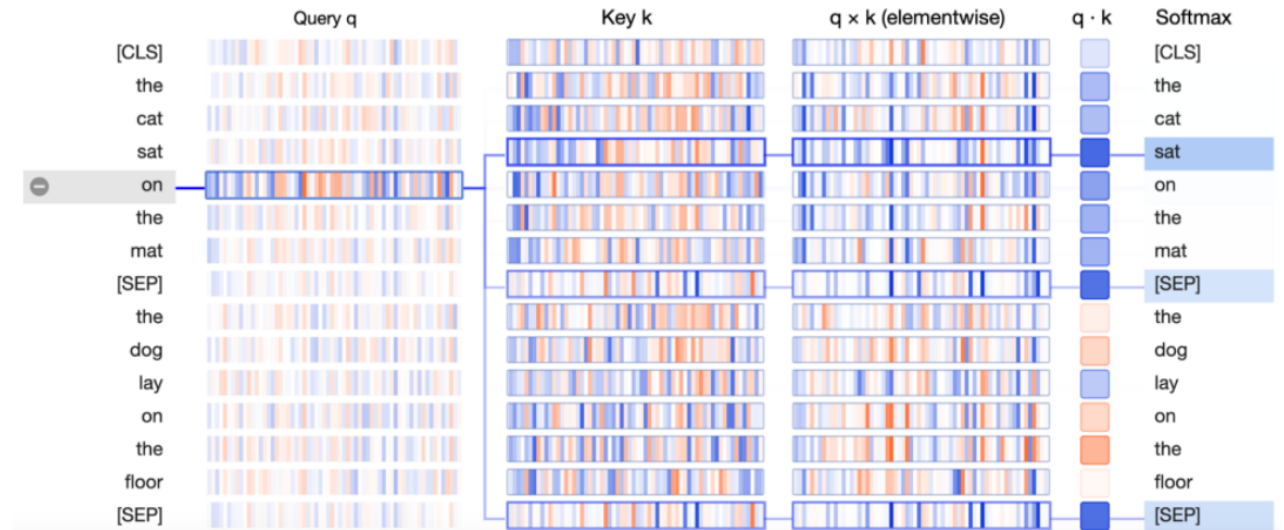 Query q Key k q × k (elementwise) q · k Softmax
[CLS] [CLS]
the the
cat cat
sat sat
on on
the the
mat mat
[SEP] [SEP]
the the
dog dog
lay lay
on on
the the
floor floor
[SEP] [SEP]